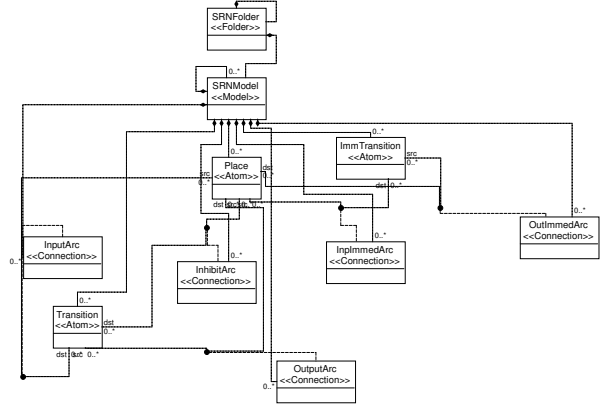 SRNFolder
<<Folder>>
0..*
SRNModel
<<Model>>
0..*
ImmTransition
<<Atom>>
src
0..*
Place
<<Atom>>
src
0..*
dst
0..*
dst 0..*
dst
0..*
OutImmedArc
<<Connection>>
InputArc
<<Connection>>
0..*
0..*
InpImmedArc
<<Connection>>
0..*
InhibitArc
<<Connection>>
0..*
Transition
<<Atom>>
dst
0..*
dst
0..*
OutputArc
<<Connection>>
0..*